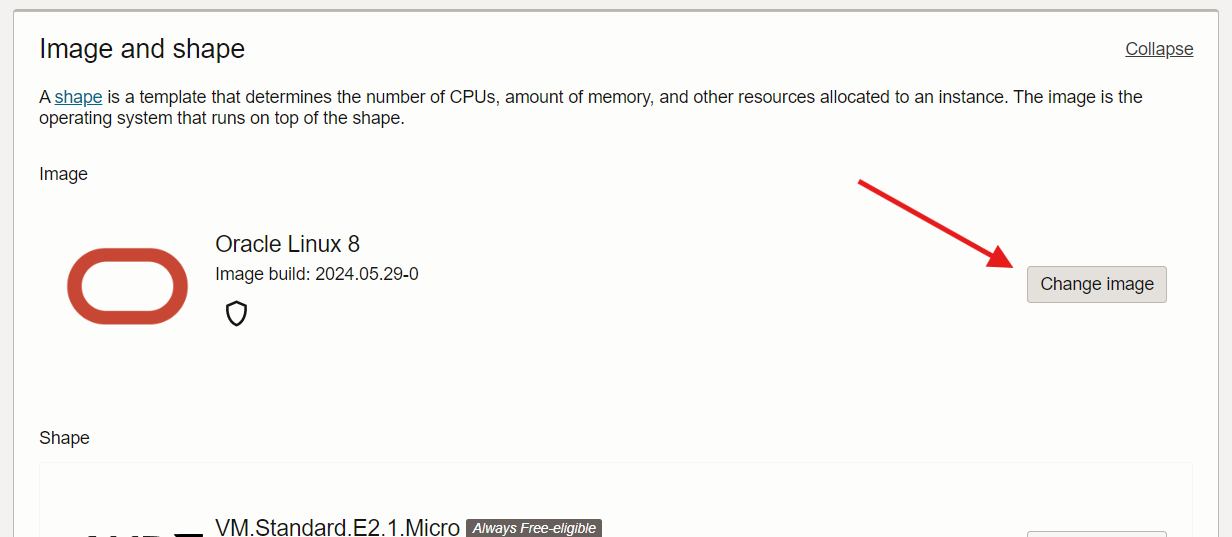 Image and shape
Collapse
A shape is a template that determines the number of CPUs, amount of memory, and other resources allocated to an instance. The image is the
operating system that runs on top of the shape.
Image
Oracle Linux 8
Image build: 2024.05.29-0
Change image
Shape
VM.Standard.E2.1.Micro Always Free-eligible